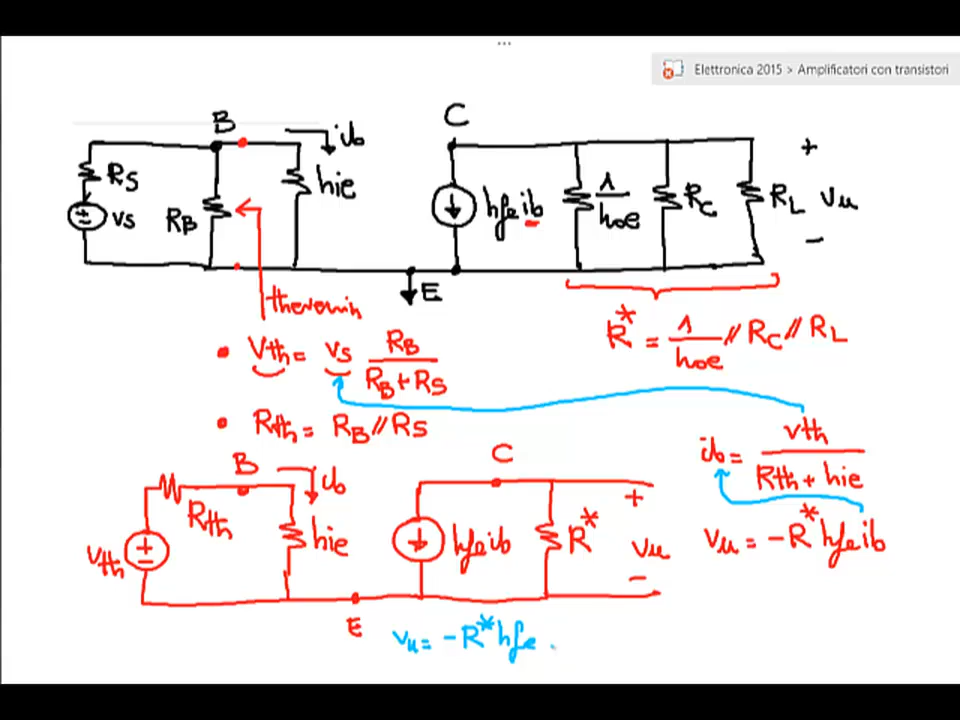 ...
Elettronica 2015 > Amplificatori con transistori
B ib C +
RS hie
vs RB hfeib 1/hoe RC RL vu
-
E
thevenin
R* = 1/hoe // RC // RL
• Vth = vs RB/(RB+RS)
• Rth = RB // RS
ib = vth/(Rth + hie)
B ib C +
Rth
vth hie hfeib R* vu
-
vu = -R* hfeib
E
vu = -R* hfe .